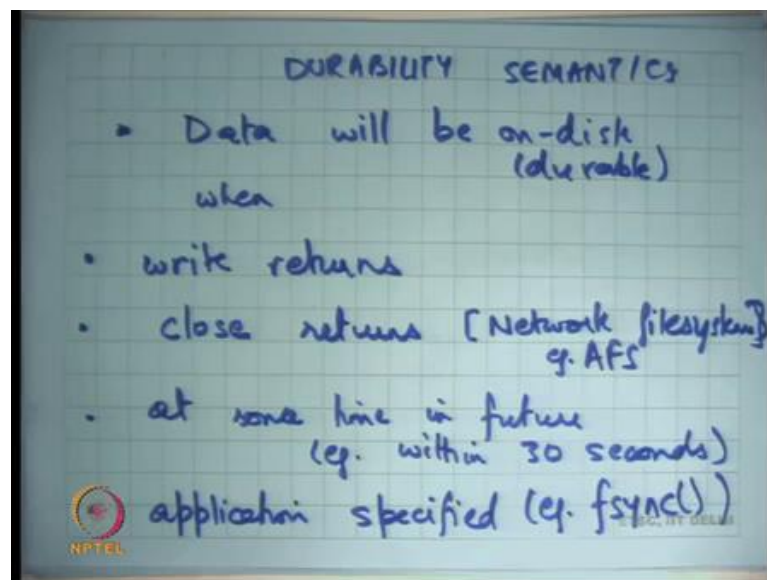 DURABILITY SEMANTICS
• Data will be on-disk
(durable)
when
• write returns
• close returns [Network filesystem]
eg. AFS
• at some time in future
(eg. within 30 seconds)
application specified (eg. fsync())
NPTEL